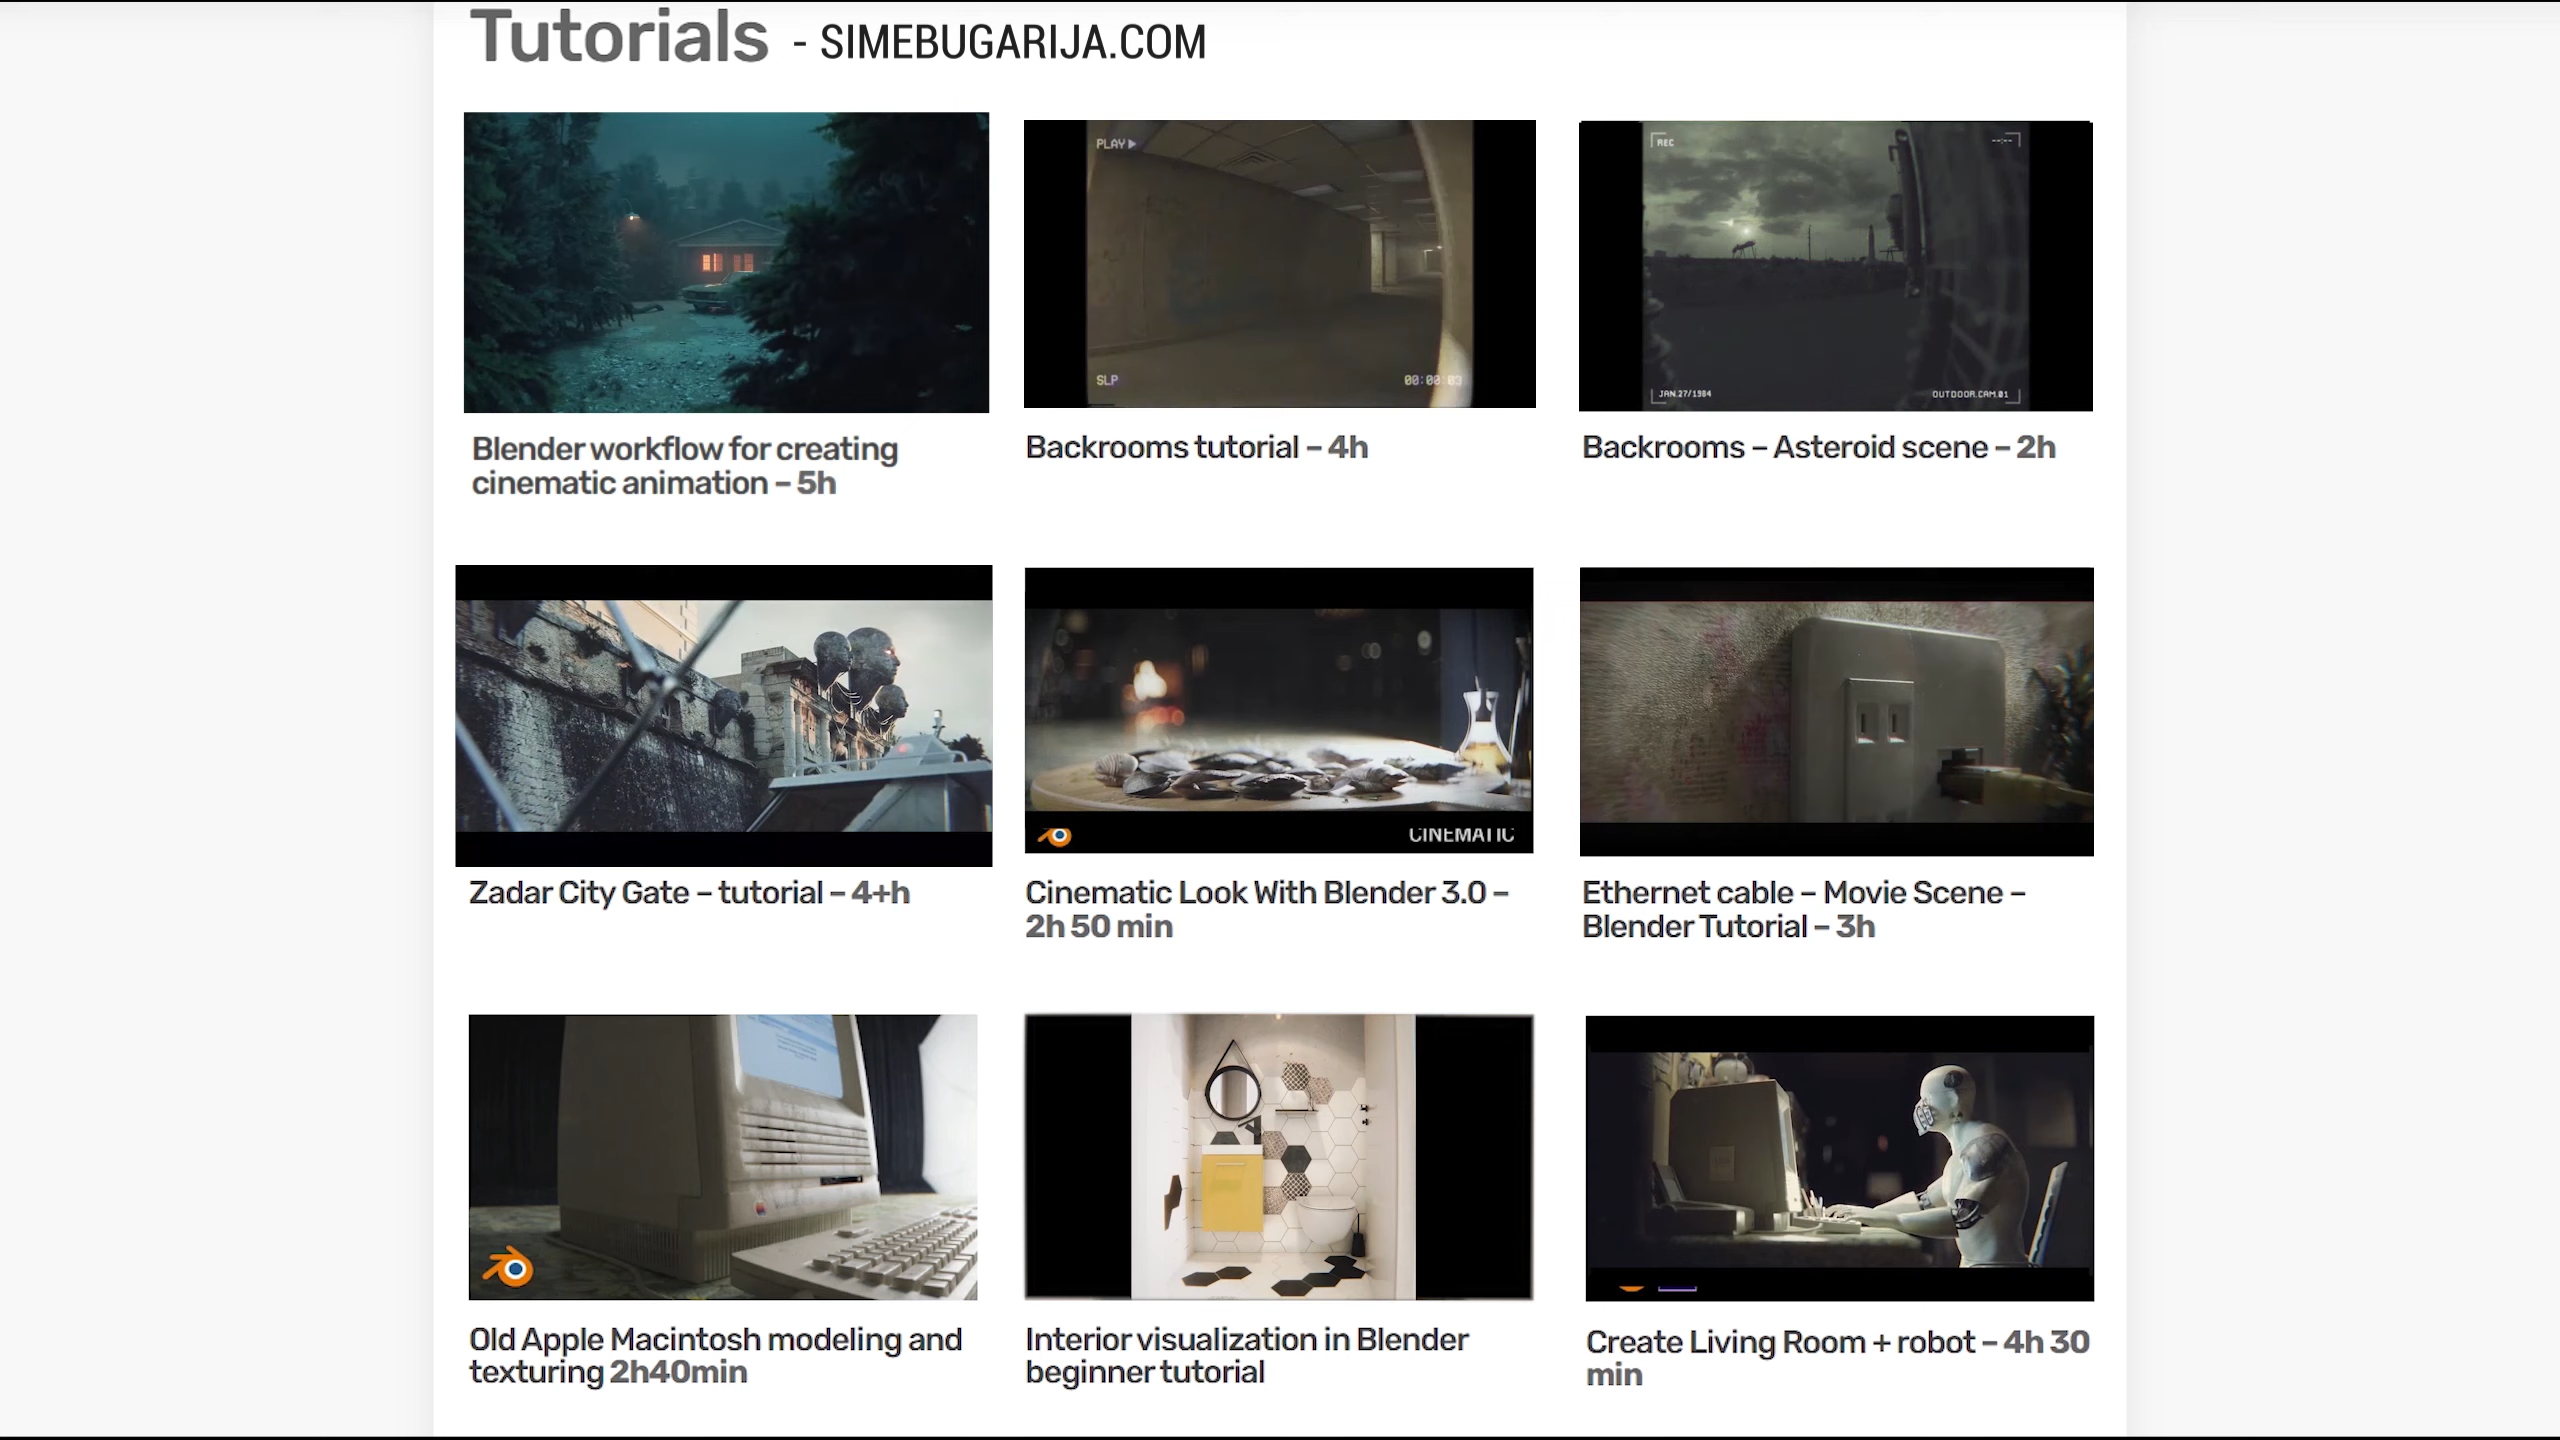 Tutorials - SIMEBUGARIJA.COM
PLAY
SLP
00:00:03
REC
--:--
JAN.27/1984
OUTDOOR.CAM.01
Blender workflow for creating
cinematic animation – 5h
Backrooms tutorial – 4h
Backrooms – Asteroid scene – 2h
CINEMATIC
Zadar City Gate – tutorial – 4+h
Cinematic Look With Blender 3.0 –
2h 50 min
Ethernet cable – Movie Scene –
Blender Tutorial – 3h
Old Apple Macintosh modeling and
texturing 2h40min
Interior visualization in Blender
beginner tutorial
Create Living Room + robot – 4h 30
min